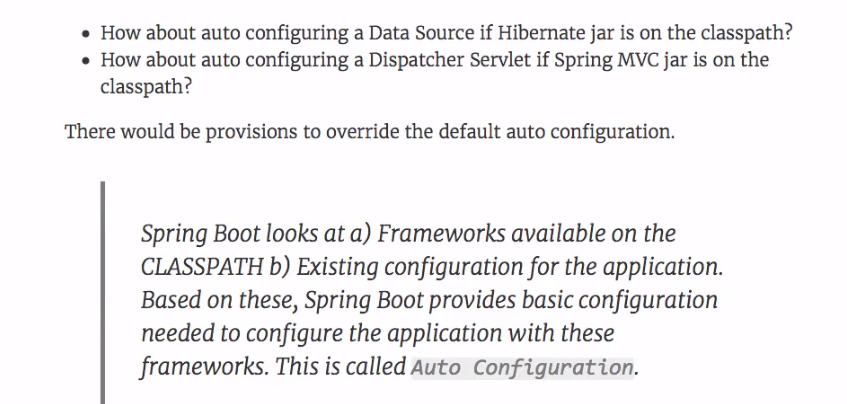 • How about auto configuring a Data Source if Hibernate jar is on the classpath?
• How about auto configuring a Dispatcher Servlet if Spring MVC jar is on the
classpath?
There would be provisions to override the default auto configuration.
Spring Boot looks at a) Frameworks available on the
CLASSPATH b) Existing configuration for the application.
Based on these, Spring Boot provides basic configuration
needed to configure the application with these
frameworks. This is called Auto Configuration.